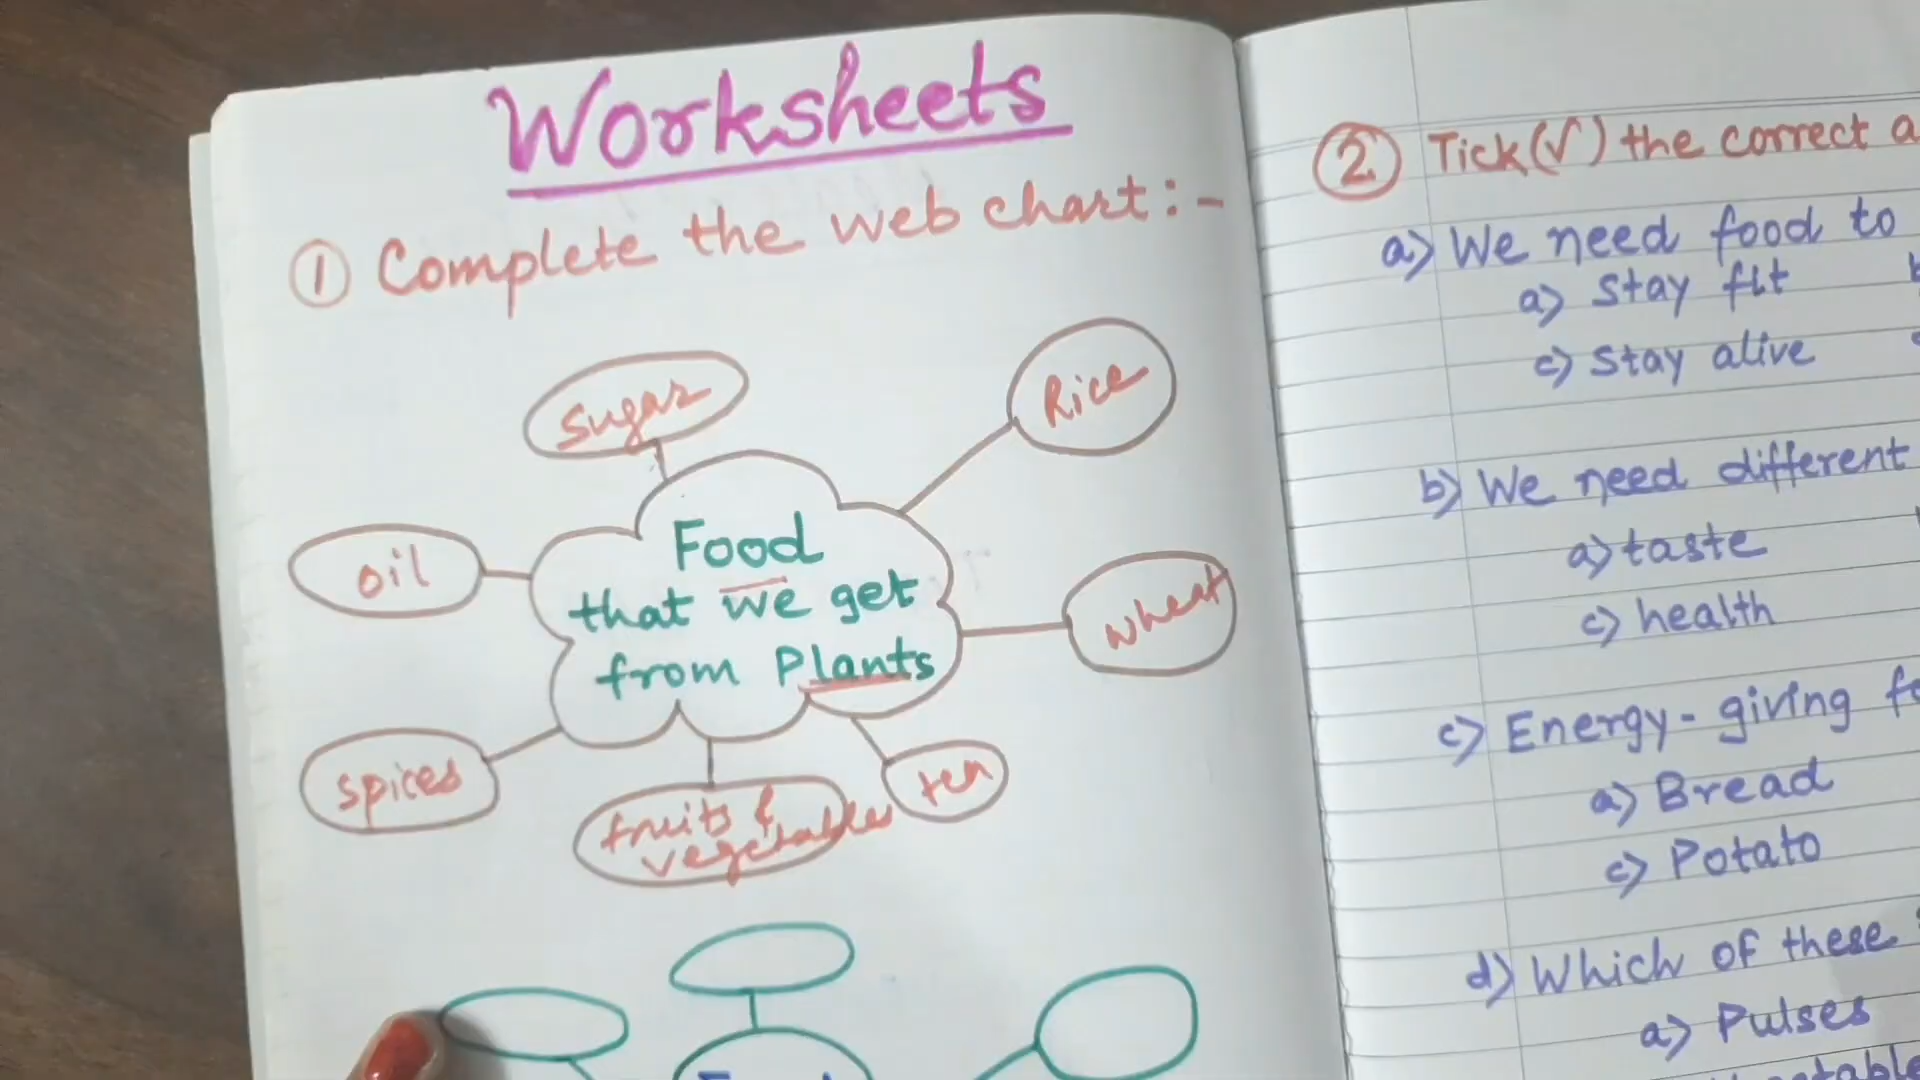 Worksheets
① Complete the web chart:-
Sugar
Rice
oil
Food
that we get
from Plants
wheat
spices
fruits &
vegetables
tea
② Tick(√) the correct
a) We need food to
a) Stay fit
c) Stay alive
b) We need different
a) taste
c) health
c) Energy-giving
a) Bread
c) Potato
d) Which of these
a) Pulses